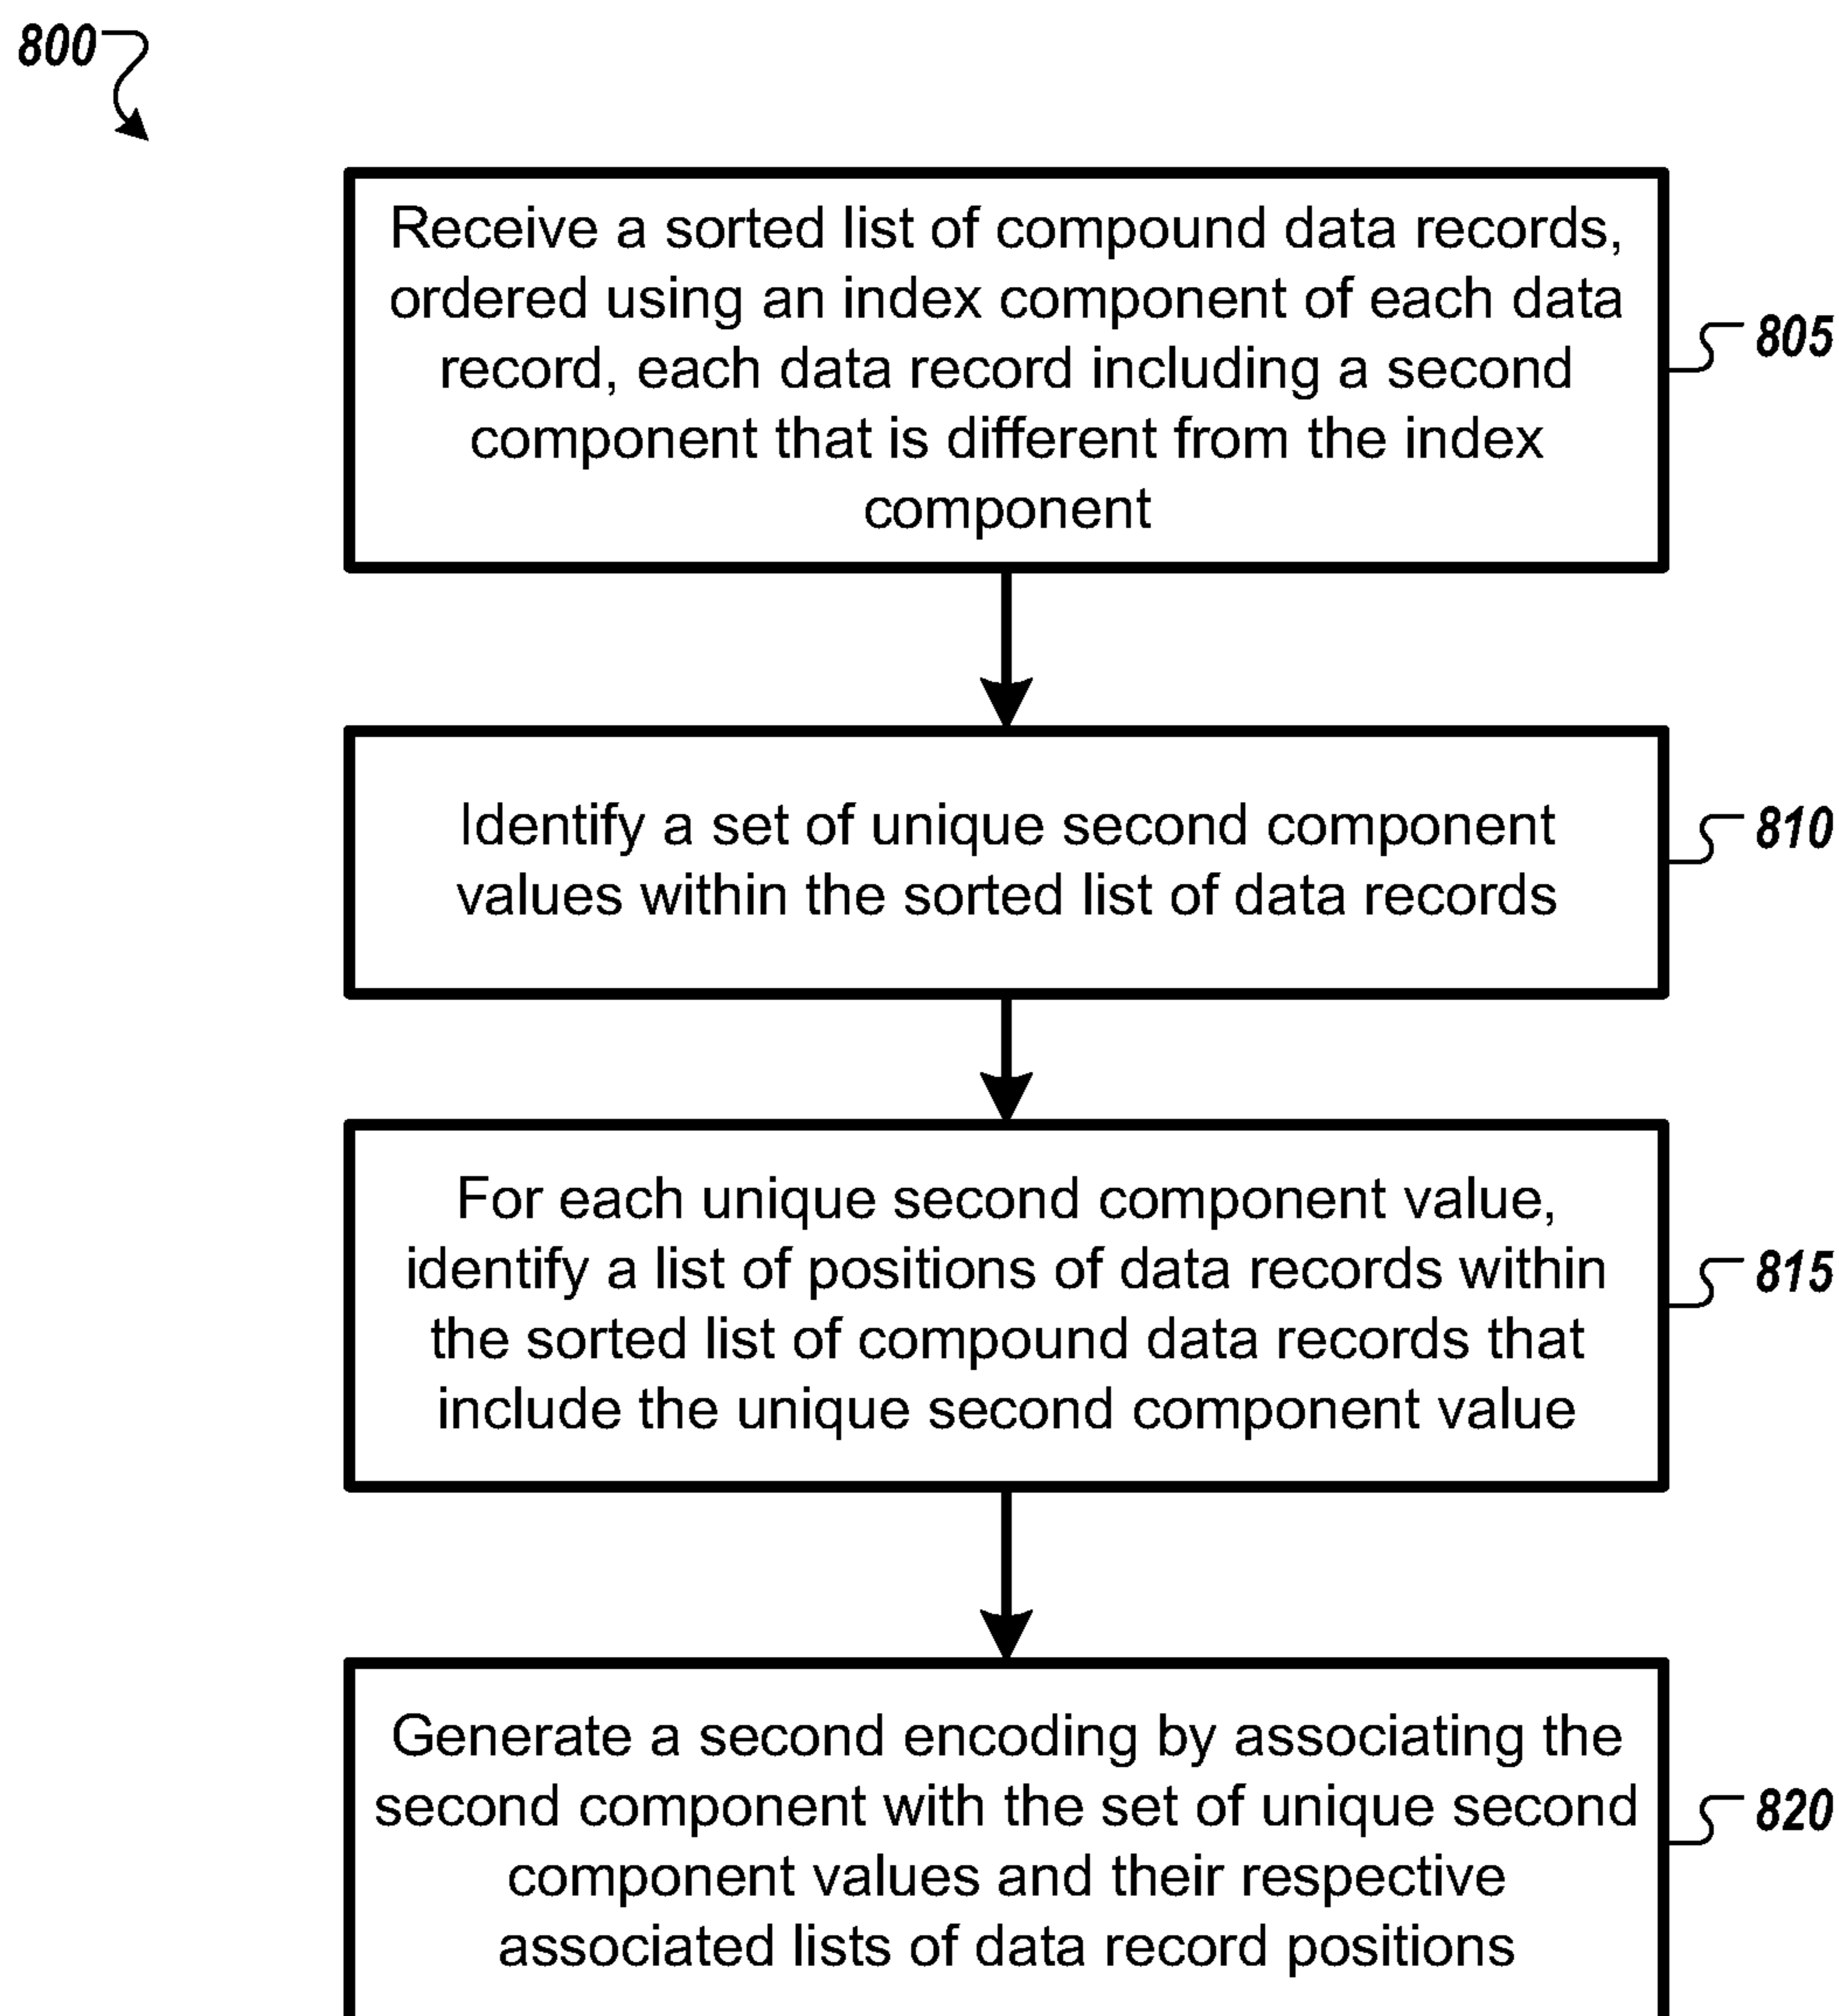 800
Receive a sorted list of compound data records,
ordered using an index component of each data
record, each data record including a second
component that is different from the index
component
805
Identify a set of unique second component
values within the sorted list of data records
810
For each unique second component value,
identify a list of positions of data records within
the sorted list of compound data records that
include the unique second component value
815
Generate a second encoding by associating the
second component with the set of unique second
component values and their respective
associated lists of data record positions
820